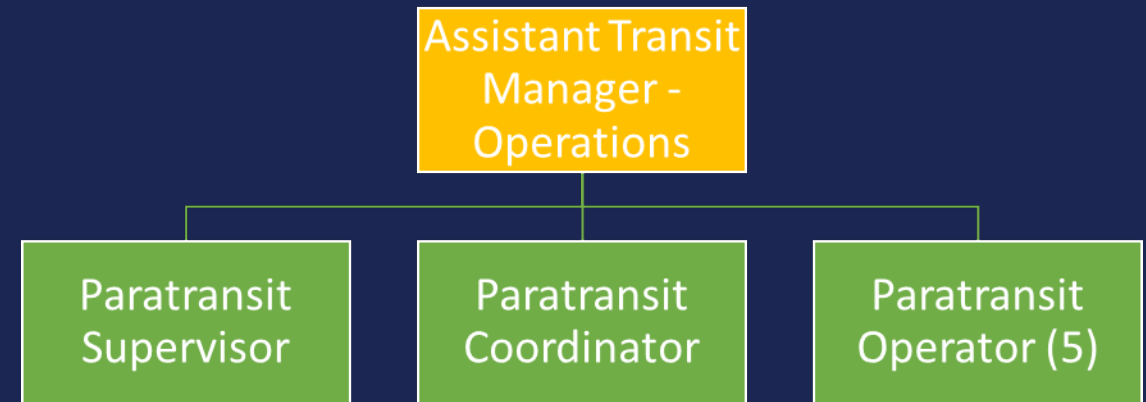 Assistant Transit
Manager -
Operations
Paratransit
Supervisor
Paratransit
Coordinator
Paratransit
Operator (5)